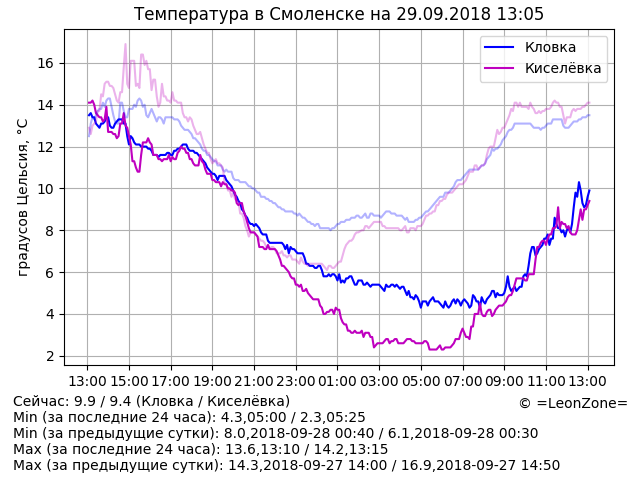 Температура в Смоленске на 29.09.2018 13:05
градусов Цельсия, °C
16
14
12
10
8
6
4
2
Кловка
Киселёвка
13:00 15:00 17:00 19:00 21:00 23:00 01:00 03:00 05:00 07:00 09:00 11:00 13:00
Сейчас: 9.9 / 9.4 (Кловка / Киселёвка)
© =LeonZone=
Min (за последние 24 часа): 4.3,05:00 / 2.3,05:25
Min (за предыдущие сутки): 8.0,2018-09-28 00:40 / 6.1,2018-09-28 00:30
Max (за последние 24 часа): 13.6,13:10 / 14.2,13:15
Max (за предыдущие сутки): 14.3,2018-09-27 14:00 / 16.9,2018-09-27 14:50